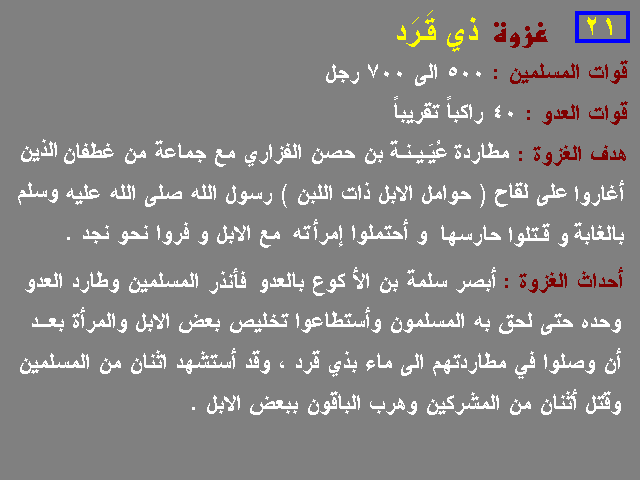 ٢١
غزوة ذي قَرَد
قوات المسلمين : ٥٠٠ الى ٧٠٠ رجل
قوات العدو : ٤٠ راكباً تقريباً
هدف الغزوة : مطاردة عُيَيـنـة بن حصن الفزاري مع جماعة من غطفان الذين
أغاروا على لقاح ( حوامل الابل ذات اللبن ) رسول الله صلى الله عليه وسلم
بالغابة و قـتلوا حارسها و أحتملوا إمرأته مع الابل و فروا نحو نجد .
أحداث الغزوة : أبصر سلمة بن الأكوع بالعدو فأنذر المسلمين وطارد العدو
وحده حتى لحق به المسلمون وأستطاعوا تخليص بعض الابل والمرأة بعـد
أن وصلوا في مطاردتهم الى ماء بذي قرد ، وقد أستشهد اثنان من المسلمين
وقتل أثنان من المشركين وهرب الباقون ببعض الابل .